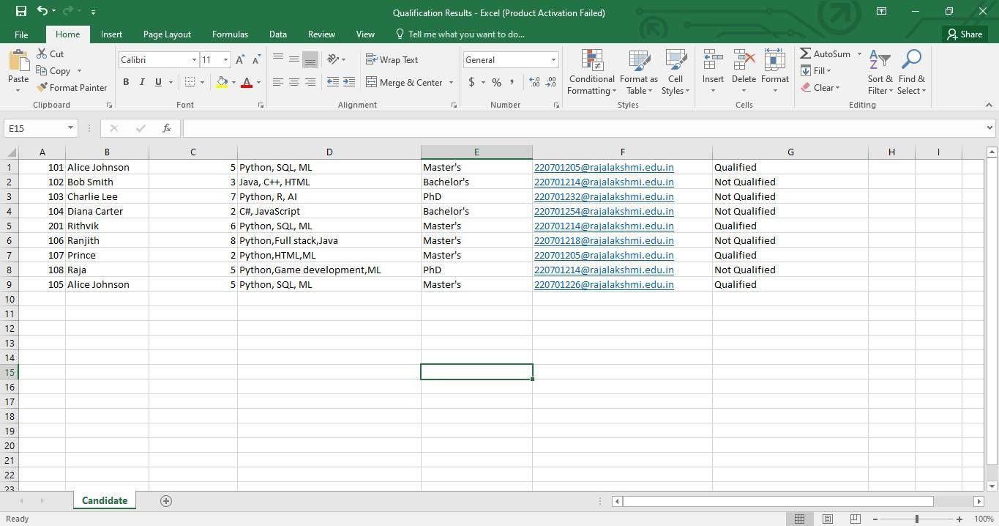 Qualification Results - Excel (Product Activation Failed)
File Home Insert Page Layout Formulas Data Review View Tell me what you want to do... Share
Paste Cut Copy Format Painter Clipboard
Calibri 11 A A B I U A Font
Wrap Text Merge & Center Alignment
General $ % , Number
Conditional Formatting Format as Table Cell Styles Styles
Insert Delete Format Cells
AutoSum Fill Clear Sort & Filter Find & Select Editing
E15 fx
A B C D E F G H I
1 101 Alice Johnson 5 Python, SQL, ML Master's 220701205@rajalakshmi.edu.in Qualified
2 102 Bob Smith 3 Java, C++, HTML Bachelor's 220701214@rajalakshmi.edu.in Not Qualified
3 103 Charlie Lee 7 Python, R, AI PhD 220701232@rajalakshmi.edu.in Not Qualified
4 104 Diana Carter 2 C#, JavaScript Bachelor's 220701254@rajalakshmi.edu.in Not Qualified
5 201 Rithvik 6 Python, SQL, ML Master's 220701214@rajalakshmi.edu.in Qualified
6 106 Ranjith 8 Python,Full stack,Java Master's 220701218@rajalakshmi.edu.in Not Qualified
7 107 Prince 2 Python,HTML,ML Master's 220701205@rajalakshmi.edu.in Qualified
8 108 Raja 5 Python,Game development,ML PhD 220701214@rajalakshmi.edu.in Not Qualified
9 105 Alice Johnson 5 Python, SQL, ML Master's 220701226@rajalakshmi.edu.in Qualified
10
11
12
13
14
15
16
17
18
19
20
21
22
23
Candidate
Ready 100%